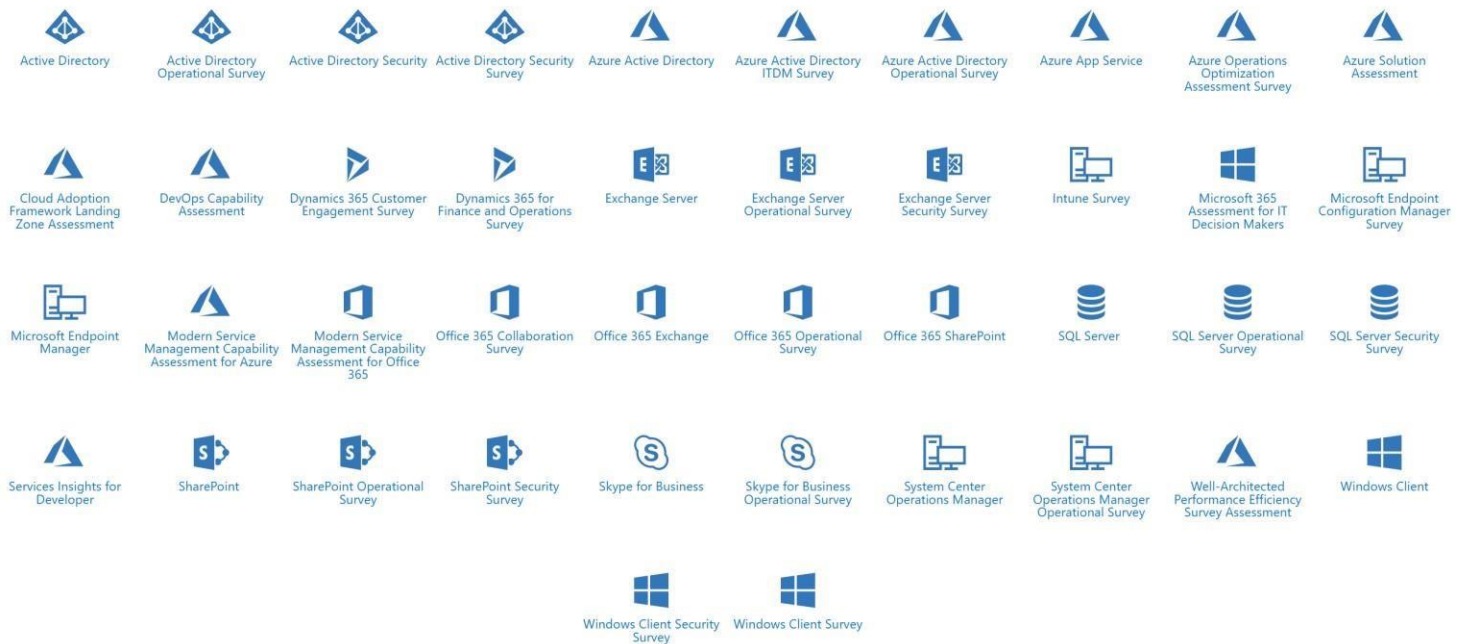 Active Directory
Active Directory
Operational Survey
Active Directory Security
Active Directory Security
Survey
Azure Active Directory
Azure Active Directory
ITDM Survey
Azure Active Directory
Operational Survey
Azure App Service
Azure Operations
Optimization
Assessment Survey
Azure Solution
Assessment
Cloud Adoption
Framework Landing
Zone Assessment
DevOps Capability
Assessment
Dynamics 365 Customer
Engagement Survey
Dynamics 365 for
Finance and Operations
Survey
E
Exchange Server
E
Exchange Server
Operational Survey
E
Exchange Server
Security Survey
Intune Survey
Microsoft 365
Assessment for IT
Decision Makers
Microsoft Endpoint
Configuration Manager
Survey
Microsoft Endpoint
Manager
Modern Service
Management Capability
Assessment for Azure
Modern Service
Management Capability
Assessment for Office
365
Office 365 Collaboration
Survey
Office 365 Exchange
Office 365 Operational
Survey
Office 365 SharePoint
SQL Server
SQL Server Operational
Survey
SQL Server Security
Survey
Services Insights for
Developer
S
SharePoint
S
SharePoint Operational
Survey
S
SharePoint Security
Survey
S
Skype for Business
S
Skype for Business
Operational Survey
System Center
Operations Manager
System Center
Operations Manager
Operational Survey
Well-Architected
Performance Efficiency
Survey Assessment
Windows Client
Windows Client Security
Survey
Windows Client Survey